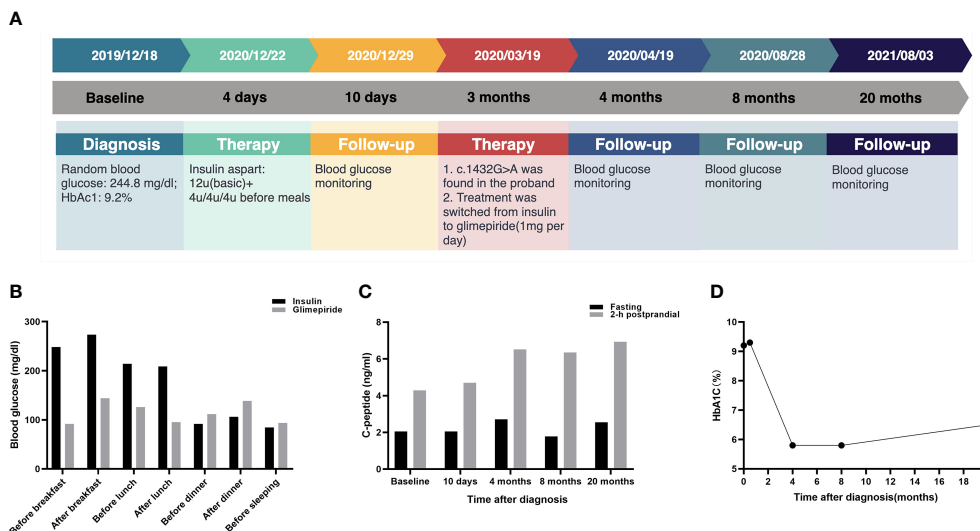 A
2019/12/18
2020/12/22
2020/12/29
2020/03/19
2020/04/19
2020/08/28
2021/08/03
Baseline
4 days
10 days
3 months
4 months
8 months
20 moths
Diagnosis
Therapy
Follow-up
Therapy
Follow-up
Follow-up
Follow-up
Random blood
glucose: 244.8 mg/dl;
HbAc1: 9.2%
Insulin aspart:
12u(basic)+
4u/4u/4u before meals
Blood glucose
monitoring
1. c.1432G>A was
found in the proband
2. Treatment was
switched from insulin
to glimepiride(1mg per
day)
Blood glucose
monitoring
Blood glucose
monitoring
Blood glucose
monitoring
B
Insulin
Glimepiride
Blood glucose (mg/dl)
300
200
100
0
Before breakfast
After breakfast
Before lunch
After lunch
Before dinner
After dinner
Before sleeping
C
Fasting
2-h postprandial
C-peptide (ng/ml)
8
6
4
2
0
Baseline
10 days
4 months
8 months
20 months
Time after diagnosis
D
HbA1C (%)
10
9
8
7
6
5
0
2
4
6
8
10
12
14
16
18
Time after diagnosis(months)